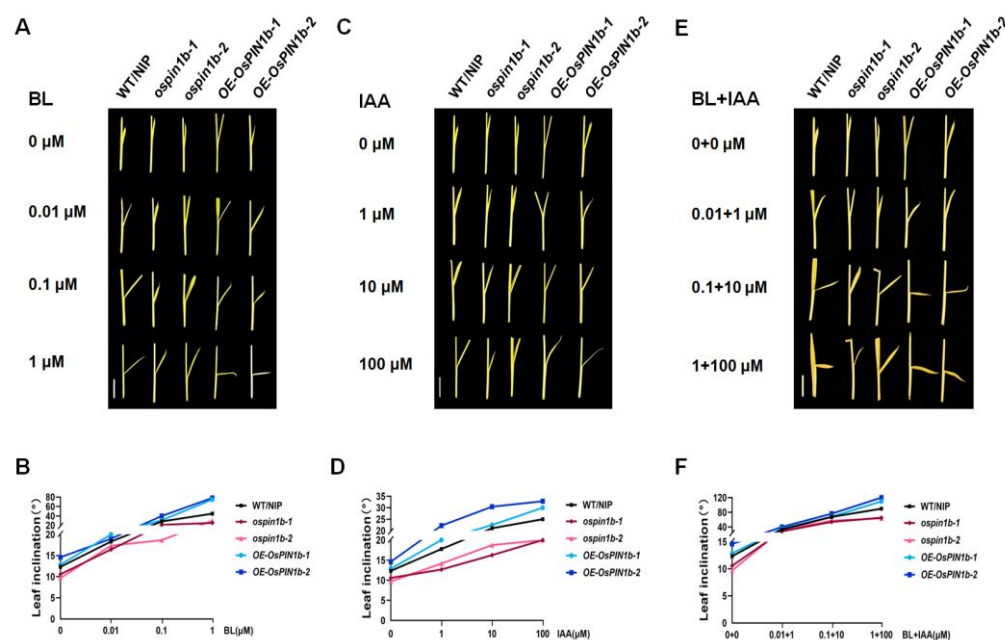 A
WT/NIP
ospin1b-1
ospin1b-2
OE-OsPIN1b-1
OE-OsPIN1b-2
BL
0 μM
0.01 μM
0.1 μM
1 μM
C
WT/NIP
ospin1b-1
ospin1b-2
OE-OsPIN1b-1
OE-OsPIN1b-2
IAA
0 μM
1 μM
10 μM
100 μM
E
WT/NIP
ospin1b-1
ospin1b-2
OE-OsPIN1b-1
OE-OsPIN1b-2
BL+IAA
0+0 μM
0.01+1 μM
0.1+10 μM
1+100 μM
B
Leaf inclination(°)
80
60
40
20
20
15
10
5
0
0
0.01
0.1
1
BL(μM)
WT/NIP
ospin1b-1
ospin1b-2
OE-OsPIN1b-1
OE-OsPIN1b-2
D
Leaf inclination(°)
35
30
25
20
20
15
10
5
0
0
1
10
100
IAA(μM)
WT/NIP
ospin1b-1
ospin1b-2
OE-OsPIN1b-1
OE-OsPIN1b-2
F
Leaf inclination(°)
120
80
40
15
10
5
0
0+0
0.01+1
0.1+10
1+100
BL+IAA(μM)
WT/NIP
ospin1b-1
ospin1b-2
OE-OsPIN1b-1
OE-OsPIN1b-2